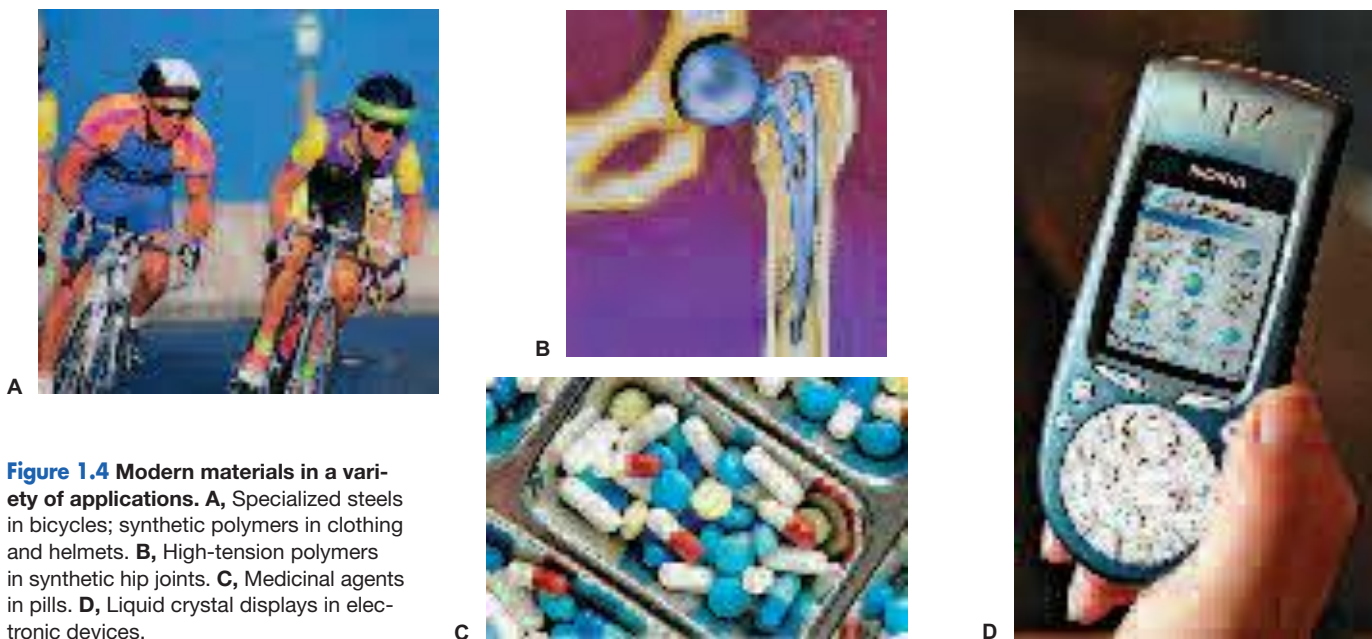 A
B
Figure 1.4 Modern materials in a vari-
ety of applications. A, Specialized steels
in bicycles; synthetic polymers in clothing
and helmets. B, High-tension polymers
in synthetic hip joints. C, Medicinal agents
in pills. D, Liquid crystal displays in elec-
tronic devices.
C
NOKIA
D